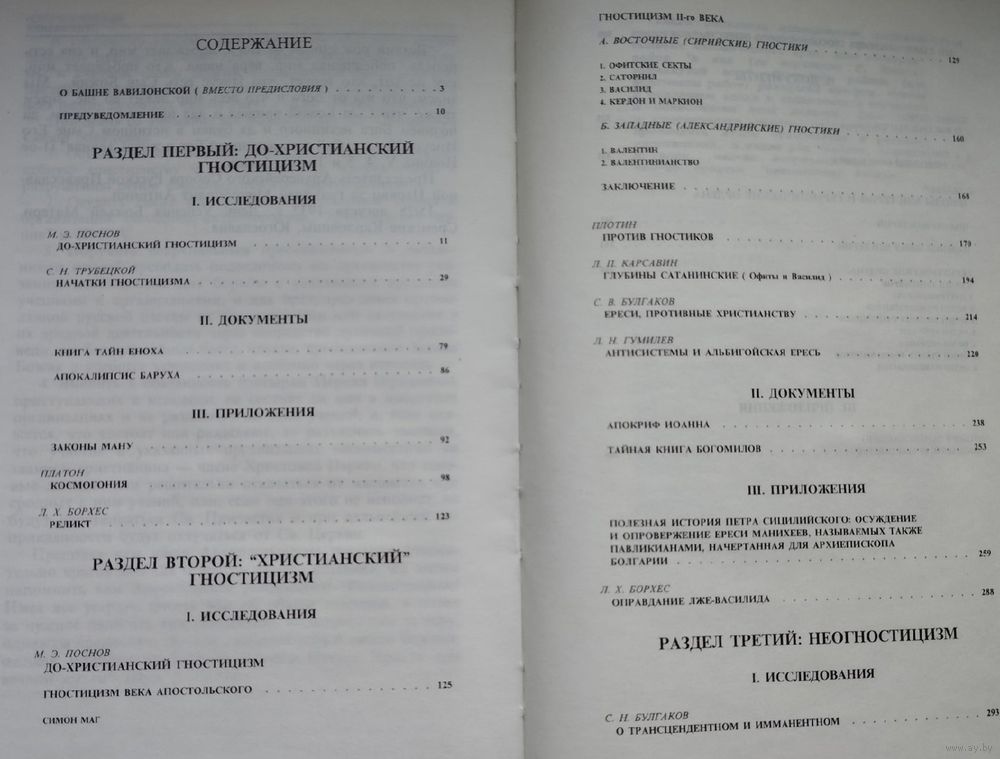 СОДЕРЖАНИЕ
О БАШНЕ ВАВИЛОНСКОЙ ( ВМЕСТО ПРЕДИСЛОВИЯ ) . . . . . . . . . . 3
ПРЕДУВЕДОМЛЕНИЕ . . . . . . . . . . . . . . . . . . . . . . . . 10
РАЗДЕЛ ПЕРВЫЙ: ДО-ХРИСТИАНСКИЙ
ГНОСТИЦИЗМ
I. ИССЛЕДОВАНИЯ
М. Э. ПОСНОВ
ДО-ХРИСТИАНСКИЙ ГНОСТИЦИЗМ . . . . . . . . . . . . . . . . . 11
С. Н. ТРУБЕЦКОЙ
НАЧАТКИ ГНОСТИЦИЗМА . . . . . . . . . . . . . . . . . . . . . 29
II. ДОКУМЕНТЫ
КНИГА ТАЙН ЕНОХА . . . . . . . . . . . . . . . . . . . . . . . 79
АПОКАЛИПСИС БАРУХА . . . . . . . . . . . . . . . . . . . . . . 86
III. ПРИЛОЖЕНИЯ
ЗАКОНЫ МАНУ . . . . . . . . . . . . . . . . . . . . . . . . . . 92
ПЛАТОН
КОСМОГОНИЯ . . . . . . . . . . . . . . . . . . . . . . . . . . 98
Л. Х. БОРХЕС
РЕЛИКТ . . . . . . . . . . . . . . . . . . . . . . . . . . . . 123
РАЗДЕЛ ВТОРОЙ: “ХРИСТИАНСКИЙ”
ГНОСТИЦИЗМ
I. ИССЛЕДОВАНИЯ
М. Э. ПОСНОВ
ДО-ХРИСТИАНСКИЙ ГНОСТИЦИЗМ
ГНОСТИЦИЗМ ВЕКА АПОСТОЛЬСКОГО . . . . . . . . . . . . . . . 125
СИМОН МАГ
ГНОСТИЦИЗМ II-го ВЕКА
А. ВОСТОЧНЫЕ (СИРИЙСКИЕ) ГНОСТИКИ . . . . . . . . . . . . . 129
1. ОФИТСКИЕ СЕКТЫ
2. САТОРНИЛ
3. ВАСИЛИД
4. КЕРДОН И МАРКИОН
Б. ЗАПАДНЫЕ (АЛЕКСАНДРИЙСКИЕ) ГНОСТИКИ . . . . . . . . . . 160
1. ВАЛЕНТИН
2. ВАЛЕНТИНИАНСТВО
ЗАКЛЮЧЕНИЕ . . . . . . . . . . . . . . . . . . . . . . . . . . 168
ПЛОТИН
ПРОТИВ ГНОСТИКОВ . . . . . . . . . . . . . . . . . . . . . . . 170
Л. П. КАРСАВИН
ГЛУБИНЫ САТАНИНСКИЕ ( Офиты и Василид ) . . . . . . . . . . . 194
С. В. БУЛГАКОВ
ЕРЕСИ, ПРОТИВНЫЕ ХРИСТИАНСТВУ . . . . . . . . . . . . . . . 214
Л. Н. ГУМИЛЕВ
АНТИСИСТЕМЫ И АЛЬБИГОЙСКАЯ ЕРЕСЬ . . . . . . . . . . . . . 220
II. ДОКУМЕНТЫ
АПОКРИФ ИОАННА . . . . . . . . . . . . . . . . . . . . . . . . 238
ТАЙНАЯ КНИГА БОГОМИЛОВ . . . . . . . . . . . . . . . . . . . 253
III. ПРИЛОЖЕНИЯ
ПОЛЕЗНАЯ ИСТОРИЯ ПЕТРА СИЦИЛИЙСКОГО: ОСУЖДЕНИЕ
И ОПРОВЕРЖЕНИЕ ЕРЕСИ МАНИХЕЕВ, НАЗЫВАЕМЫХ ТАКЖЕ
ПАВЛИКИАНАМИ, НАЧЕРТАННАЯ ДЛЯ АРХИЕПИСКОПА
БОЛГАРИИ . . . . . . . . . . . . . . . . . . . . . . . . . . . 259
Л. Х. БОРХЕС
ОПРАВДАНИЕ ЛЖЕ-ВАСИЛИДА . . . . . . . . . . . . . . . . . . . 288
РАЗДЕЛ ТРЕТИЙ: НЕОГНОСТИЦИЗМ
I. ИССЛЕДОВАНИЯ
С. Н. БУЛГАКОВ
О ТРАНСЦЕНДЕНТНОМ И ИММАНЕНТНОМ . . . . . . . . . . . . . . 293
www.ay.by